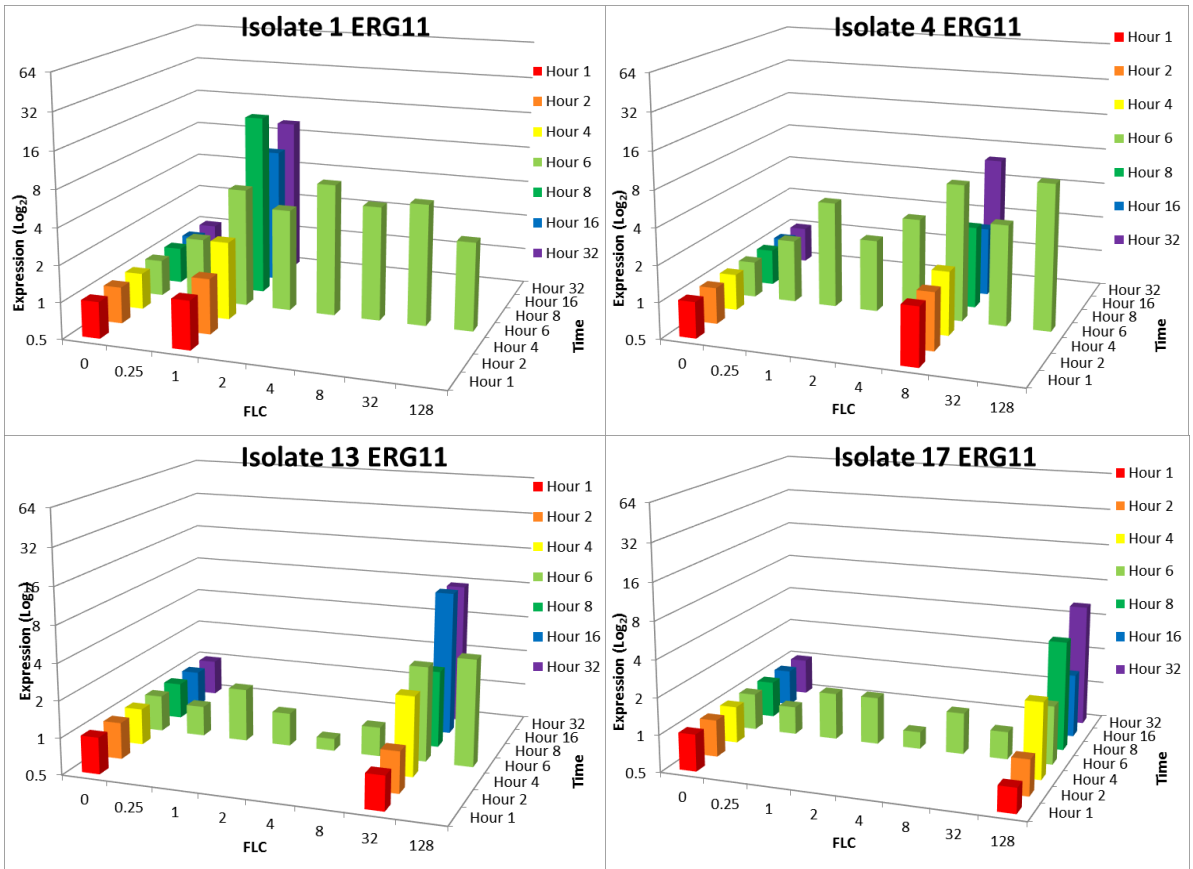 Isolate 1 ERG11
64
32
16
8
4
2
1
0.5
Expression (Log2)
0
0.25
1
2
4
8
32
128
FLC
Hour 1
Hour 2
Hour 4
Hour 6
Hour 8
Hour 16
Hour 32
Time
Hour 1
Hour 2
Hour 4
Hour 6
Hour 8
Hour 16
Hour 32
Isolate 4 ERG11
64
32
16
8
4
2
1
0.5
Expression (Log2)
0
0.25
1
2
4
8
32
128
FLC
Hour 1
Hour 2
Hour 4
Hour 6
Hour 8
Hour 16
Hour 32
Time
Hour 1
Hour 2
Hour 4
Hour 6
Hour 8
Hour 16
Hour 32
Isolate 13 ERG11
64
32
16
8
4
2
1
0.5
Expression (Log2)
0
0.25
1
2
4
8
32
128
FLC
Hour 1
Hour 2
Hour 4
Hour 6
Hour 8
Hour 16
Hour 32
Time
Hour 1
Hour 2
Hour 4
Hour 6
Hour 8
Hour 16
Hour 32
Isolate 17 ERG11
64
32
16
8
4
2
1
0.5
Expression (Log2)
0
0.25
1
2
4
8
32
128
FLC
Hour 1
Hour 2
Hour 4
Hour 6
Hour 8
Hour 16
Hour 32
Time
Hour 1
Hour 2
Hour 4
Hour 6
Hour 8
Hour 16
Hour 32